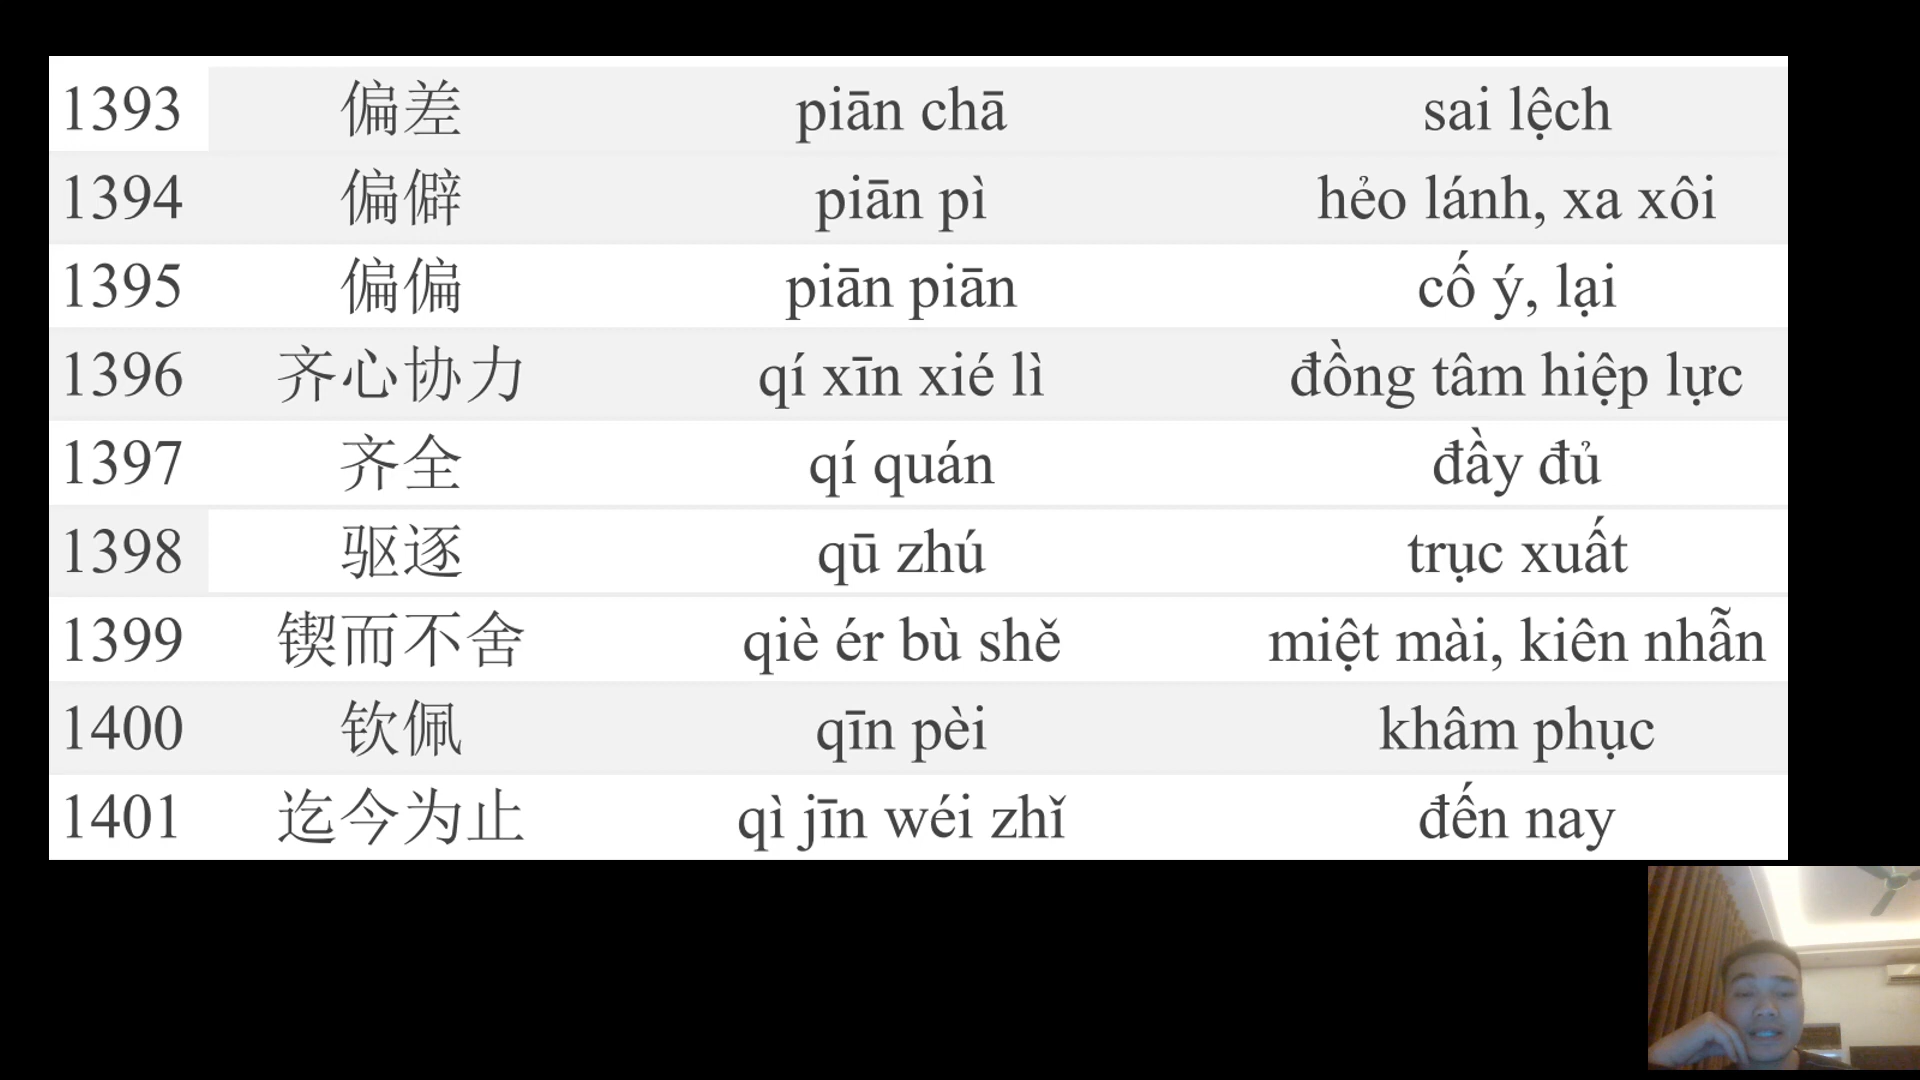 1393 偏差 piān chā sai lệch
1394 偏僻 piān pì hẻo lánh, xa xôi
1395 偏偏 piān piān cố ý, lại
1396 齐心协力 qí xīn xié lì đồng tâm hiệp lực
1397 齐全 qí quán đầy đủ
1398 驱逐 qū zhú trục xuất
1399 锲而不舍 qiè ér bù shě miệt mài, kiên nhẫn
1400 钦佩 qīn pèi khâm phục
1401 迄今为止 qì jīn wéi zhǐ đến nay